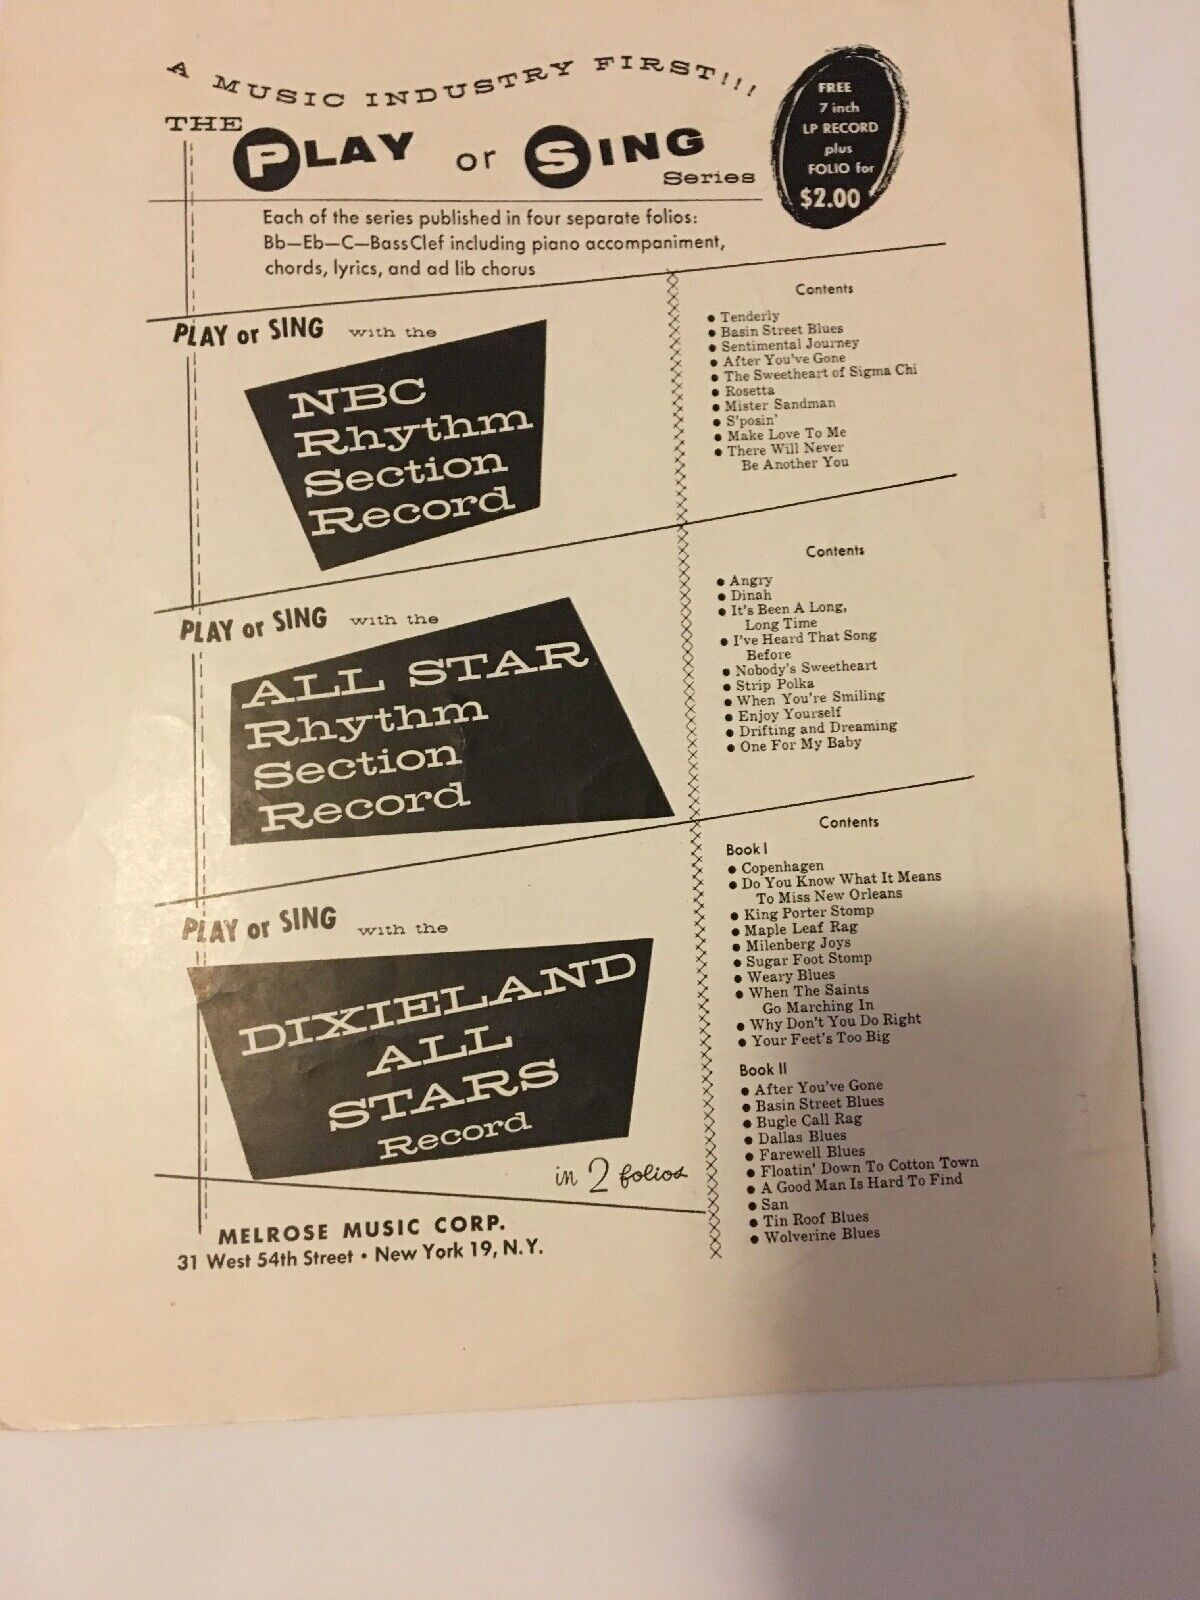 A MUSIC INDUSTRY FIRST!!!
THE
PLAY or SING
Series
FREE
7 inch
LP RECORD
plus
FOLIO for
$2.00
Each of the series published in four separate folios:
Bb—Eb—C—Bass Clef including piano accompaniment,
chords, lyrics, and ad lib chorus
PLAY or SING with the
NBC
Rhythm
Section
Record
Contents
• Tenderly
• Basin Street Blues
• Sentimental Journey
• After You've Gone
• The Sweetheart of Sigma Chi
• Rosetta
• Mister Sandman
• S'posin'
• Make Love To Me
• There Will Never
Be Another You
PLAY or SING with the
ALL STAR
Rhythm
Section
Record
Contents
• Angry
• Dinah
• It's Been A Long,
Long Time
• I've Heard That Song
Before
• Nobody's Sweetheart
• Strip Polka
• When You're Smiling
• Enjoy Yourself
• Drifting and Dreaming
• One For My Baby
PLAY or SING with the
DIXIELAND
ALL
STARS
Record
in 2 folios
Contents
Book I
• Copenhagen
• Do You Know What It Means
To Miss New Orleans
• King Porter Stomp
• Maple Leaf Rag
• Milenberg Joys
• Sugar Foot Stomp
• Weary Blues
• When The Saints
Go Marching In
• Why Don't You Do Right
• Your Feet's Too Big
Book II
• After You've Gone
• Basin Street Blues
• Bugle Call Rag
• Dallas Blues
• Farewell Blues
• Floatin' Down To Cotton Town
• A Good Man Is Hard To Find
• San
• Tin Roof Blues
• Wolverine Blues
MELROSE MUSIC CORP.
31 West 54th Street • New York 19, N.Y.